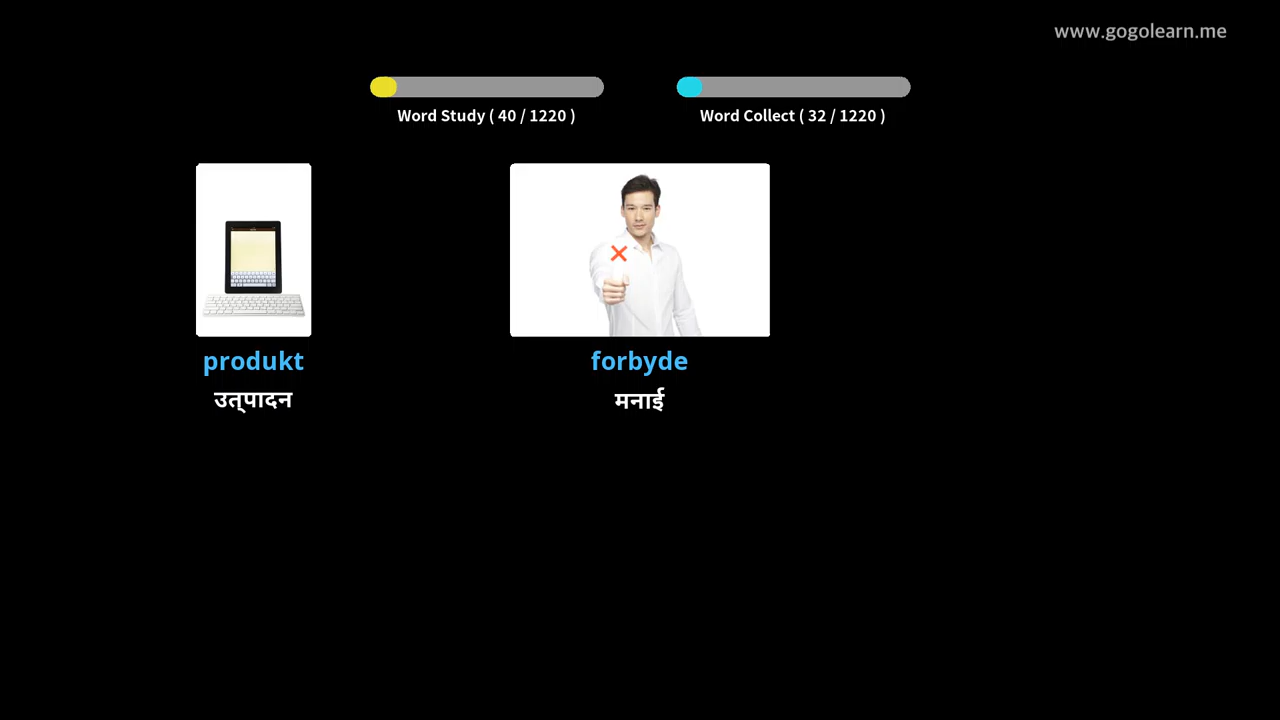 www.gogolearn.me
Word Study ( 40 / 1220 )
Word Collect ( 32 / 1220 )
produkt
forbyde
उत्पादन
मनाई